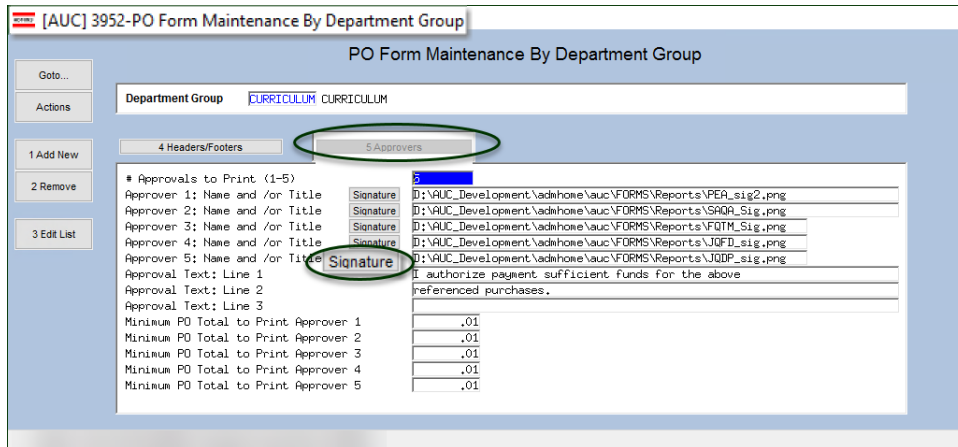 [AUC] 3952-PO Form Maintenance By Department Group
PO Form Maintenance By Department Group
Goto...
Actions
1 Add New
2 Remove
3 Edit List
Department Group CURRICULUM CURRICULUM
4 Headers/Footers 5 Approvers
# Approvals to Print (1-5) 5
Approver 1: Name and /or Title Signature D:\AUC_Development\admhome\auc\FORMS\Reports\PEA_sig2.png
Approver 2: Name and /or Title Signature D:\AUC_Development\admhome\auc\FORMS\Reports\SAQA_Sig.png
Approver 3: Name and /or Title Signature D:\AUC_Development\admhome\auc\FORMS\Reports\FQTM_Sig.png
Approver 4: Name and /or Title Signature D:\AUC_Development\admhome\auc\FORMS\Reports\JQFD_sig.png
Approver 5: Name and /or Title Signature D:\AUC_Development\admhome\auc\FORMS\Reports\JQDP_sig.png
Approval Text: Line 1 I authorize payment sufficient funds for the above
Approval Text: Line 2 referenced purchases.
Approval Text: Line 3
Minimum PO Total to Print Approver 1 .01
Minimum PO Total to Print Approver 2 .01
Minimum PO Total to Print Approver 3 .01
Minimum PO Total to Print Approver 4 .01
Minimum PO Total to Print Approver 5 .01